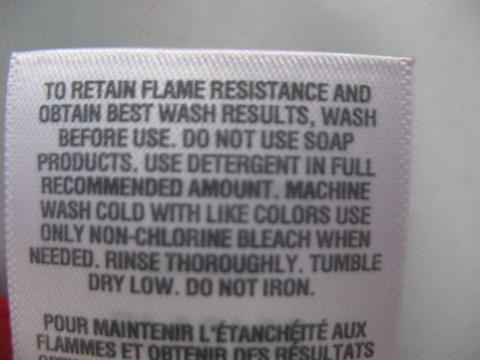 TO RETAIN FLAME RESISTANCE AND
OBTAIN BEST WASH RESULTS, WASH
BEFORE USE. DO NOT USE SOAP
PRODUCTS. USE DETERGENT IN FULL
RECOMMENDED AMOUNT. MACHINE
WASH COLD WITH LIKE COLORS USE
ONLY NON-CHLORINE BLEACH WHEN
NEEDED. RINSE THOROUGHLY. TUMBLE
DRY LOW. DO NOT IRON.
POUR MAINTENIR L'ÉTANCHÉITÉ AUX
FLAMMES ET OBTENIR DES RÉSULTATS